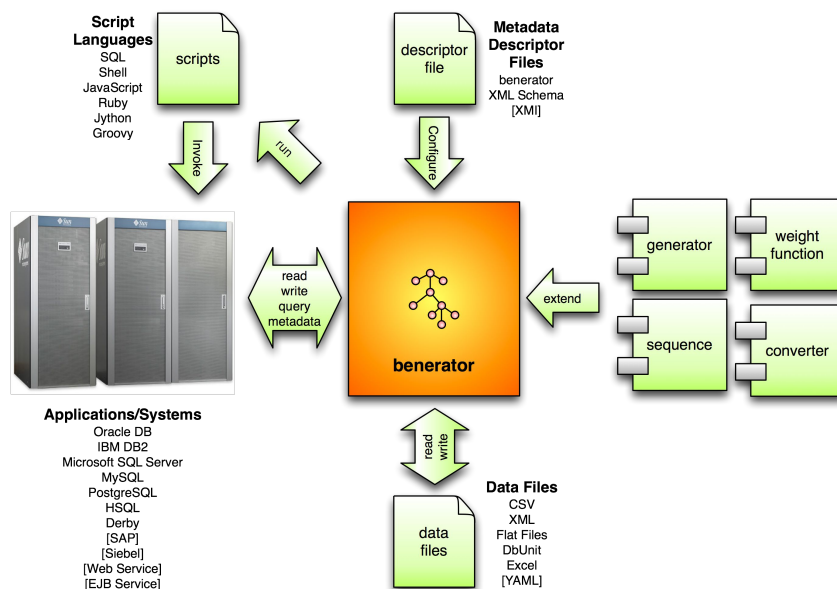 Script
Languages
SQL
Shell
JavaScript
Ruby
Jython
Groovy
scripts
descriptor
file
Metadata
Descriptor
Files
benerator
XML Schema
[XMI]
Invoke
run
Configure
Sun
Sun
Sun
read
write
query
metadata
benerator
extend
generator
weight
function
sequence
converter
Applications/Systems
Oracle DB
IBM DB2
Microsoft SQL Server
MySQL
PostgreSQL
HSQL
Derby
[SAP]
[Siebel]
[Web Service]
[EJB Service]
read
write
data
files
Data Files
CSV
XML
Flat Files
DbUnit
Excel
[YAML]